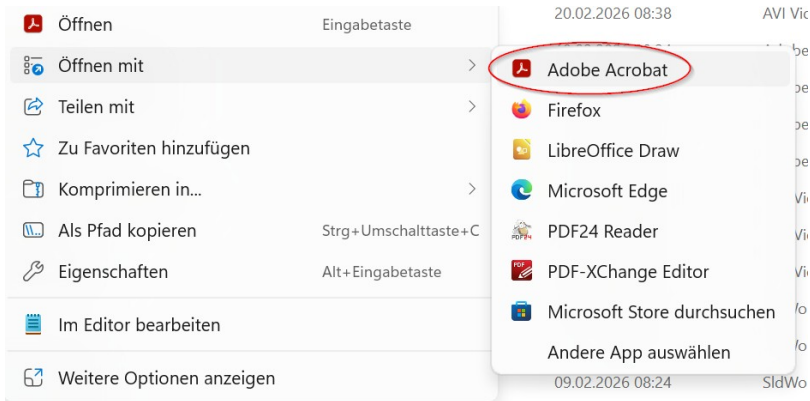 Öffnen Eingabetaste
Öffnen mit
Teilen mit
Zu Favoriten hinzufügen
Komprimieren in...
Als Pfad kopieren Strg+Umschalttaste+C
Eigenschaften Alt+Eingabetaste
Im Editor bearbeiten
Weitere Optionen anzeigen
20.02.2026 08:38 AVI
Adobe Acrobat
Firefox
LibreOffice Draw
Microsoft Edge
PDF24 Reader
PDF-XChange Editor
Microsoft Store durchsuchen
Andere App auswählen
09.02.2026 08:24